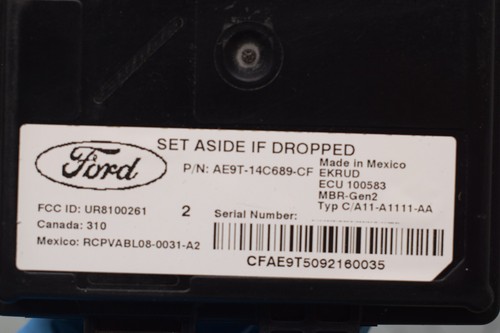 Ford
SET ASIDE IF DROPPED
P/N: AE9T-14C689-CF
Made in Mexico
EKRUD
ECU 100583
MBR-Gen2
Typ C/A11-A1111-AA
FCC ID: UR8100261
2
Serial Number:
Canada: 310
Mexico: RCPVABL08-0031-A2
CFAE9T5092160035